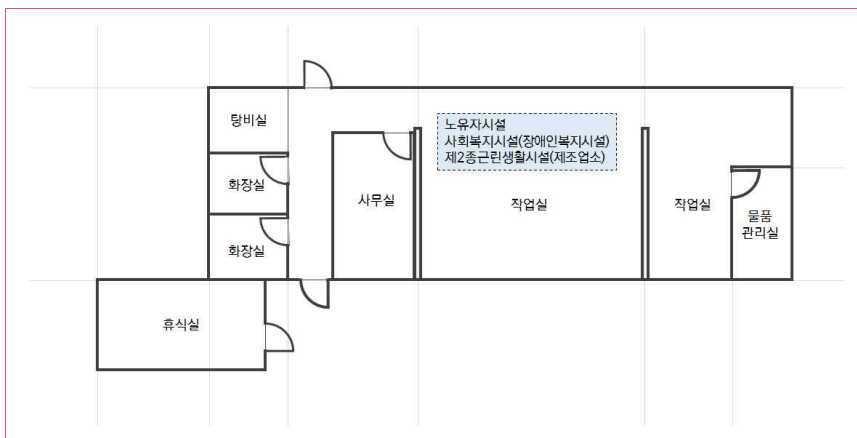 탕비실
노유자시설
사회복지시설(장애인복지시설)
제2종근린생활시설(제조업소)
화장실
사무실
작업실
작업실
물품
관리실
화장실
휴식실